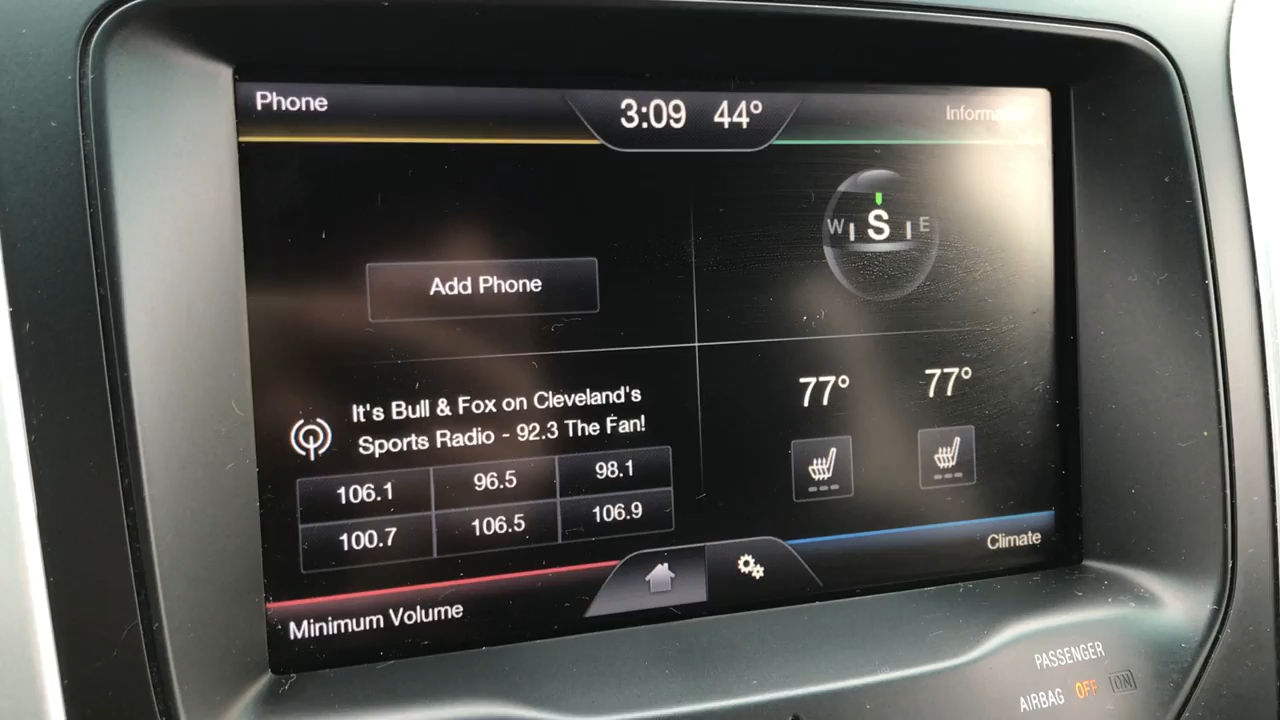 Phone
3:09 44°
Informa
W S E
Add Phone
77° 77°
It's Bull & Fox on Cleveland's
Sports Radio - 92.3 The Fan!
106.1 96.5 98.1
100.7 106.5 106.9
Climate
Minimum Volume
PASSENGER
AIRBAG OFF ON